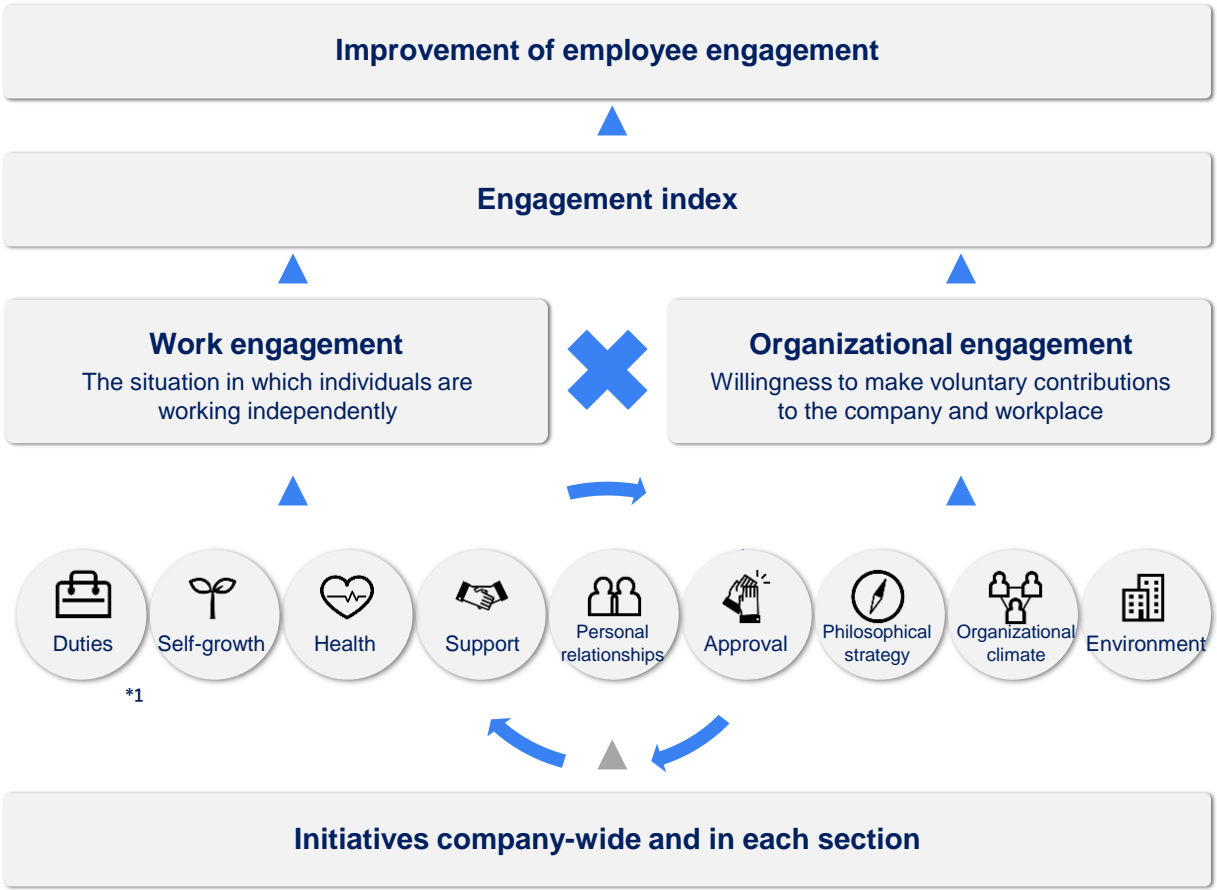 Improvement of employee engagement
Engagement index
Work engagement
The situation in which individuals are
working independently
Organizational engagement
Willingness to make voluntary contributions
to the company and workplace
Duties
Self-growth
Health
Support
Personal
relationships
Approval
Philosophical
strategy
Organizational
climate
Environment
*1
Initiatives company-wide and in each section